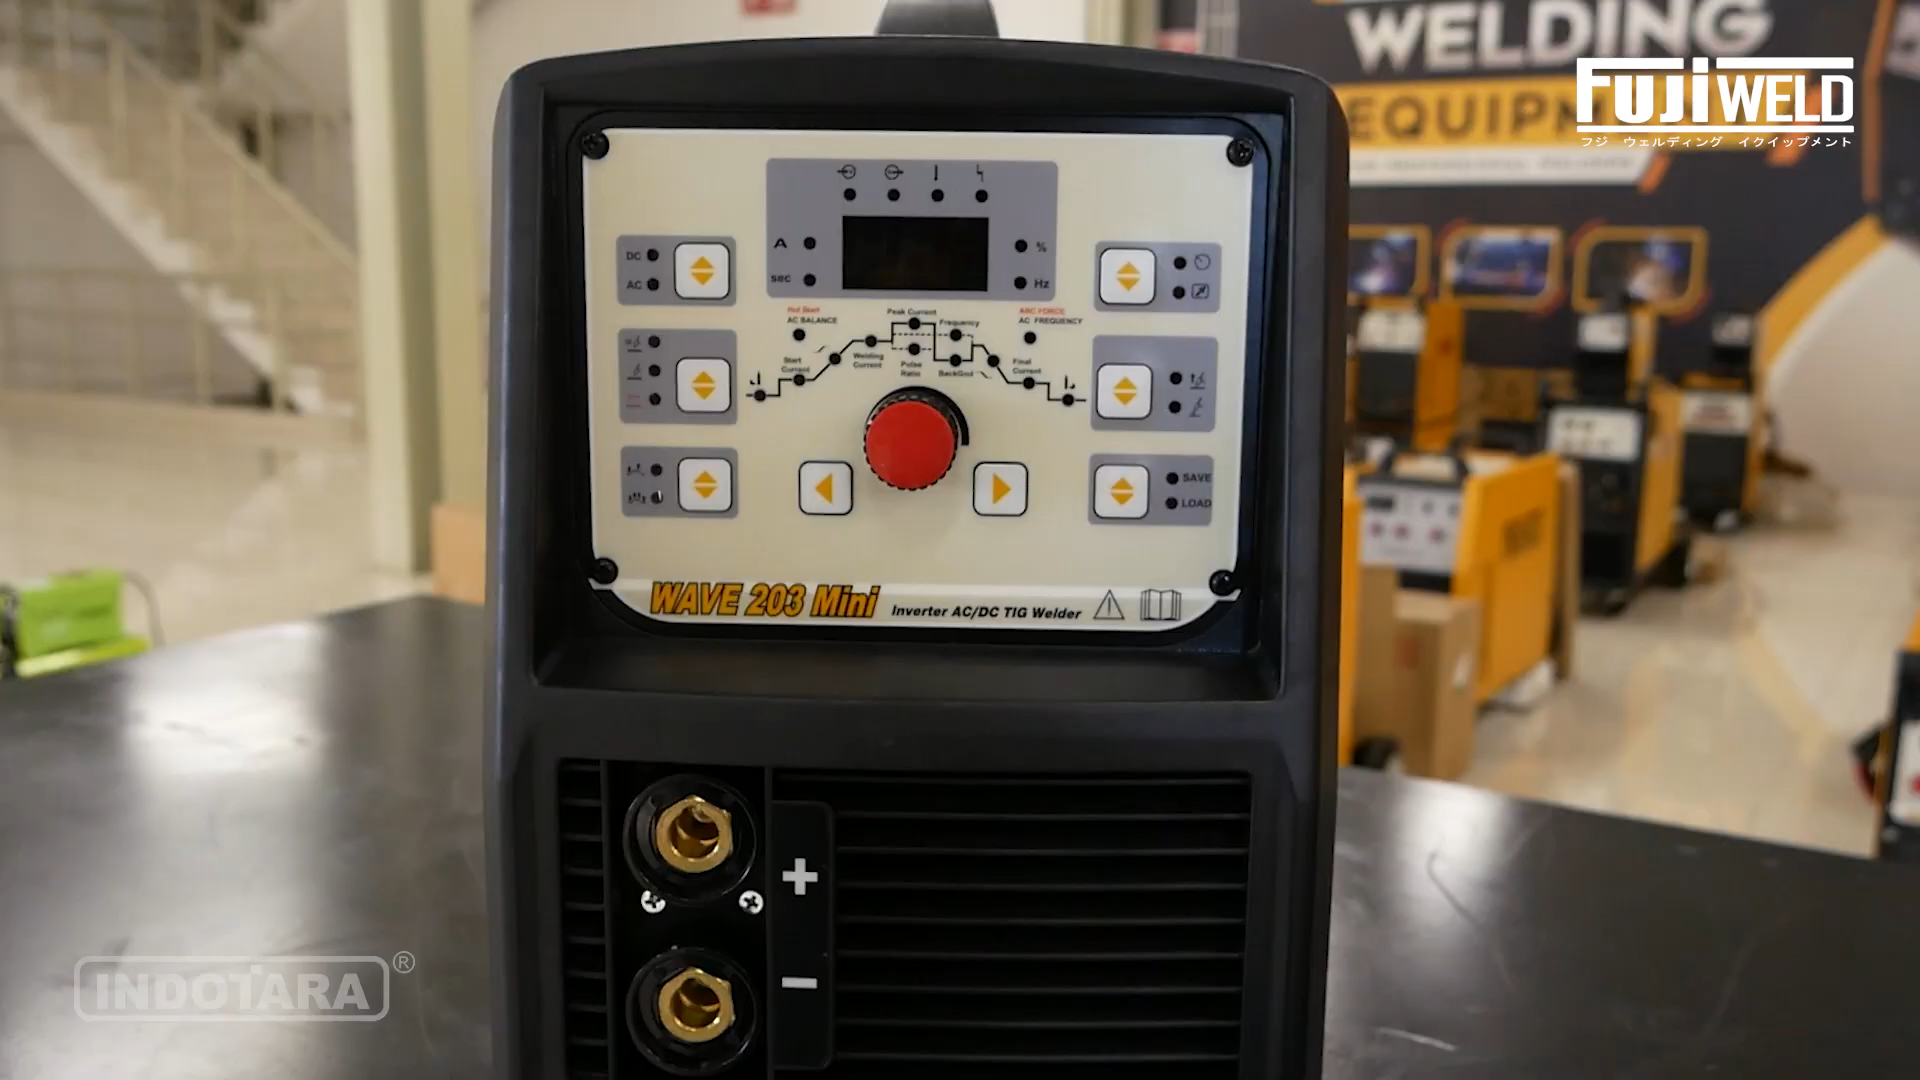 WELDING
EQUIPM
FUJIWELD
フジ ウェルディング イクイップメント
A
sec
%
Hz
DC
AC
Hot Start
AC BALANCE
Peak Current
Frequency
ARC FORCE
AC FREQUENCY
Start
Current
Welding
Current
Pulse
Ratio
BackGnd
Final
Current
SAVE
LOAD
WAVE 203 Mini
Inverter AC/DC TIG Welder
+
−
INDOTARA®